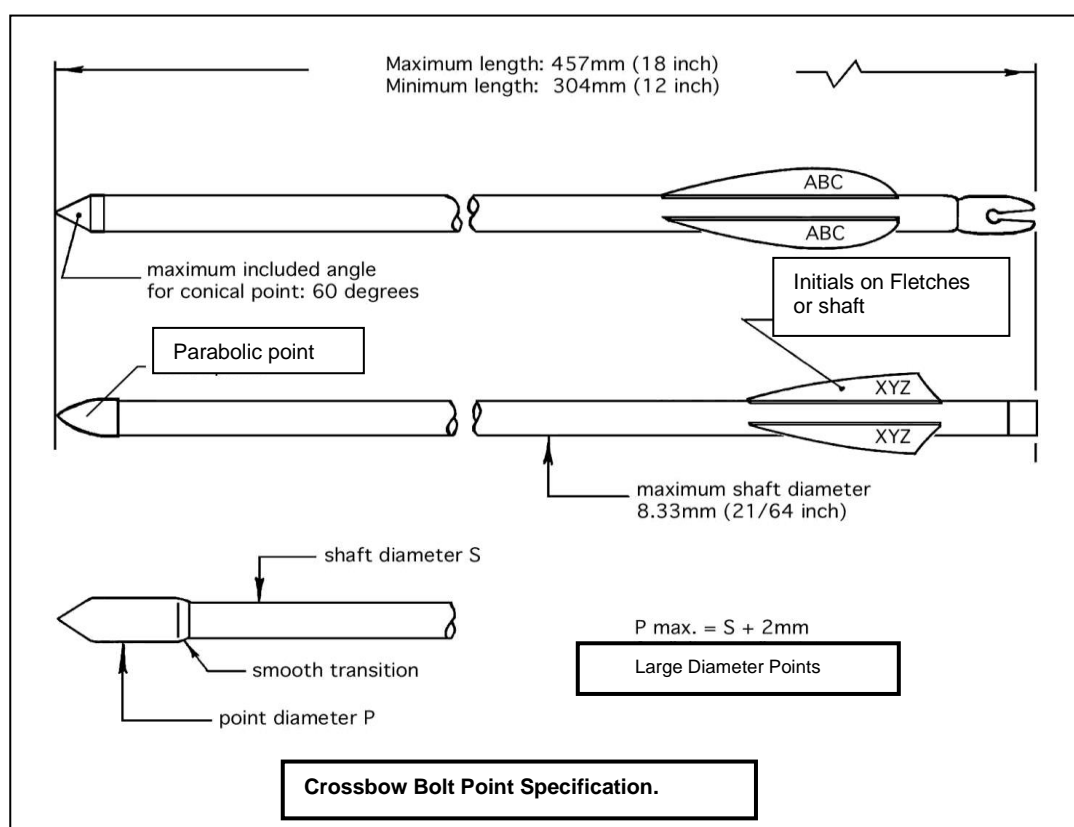 Maximum length: 457mm (18 inch)
Minimum length: 304mm (12 inch)
ABC
ABC
maximum included angle
for conical point: 60 degrees
Initials on Fletches
or shaft
Parabolic point
XYZ
XYZ
maximum shaft diameter
8.33mm (21/64 inch)
shaft diameter S
P max. = S + 2mm
Large Diameter Points
smooth transition
point diameter P
Crossbow Bolt Point Specification.